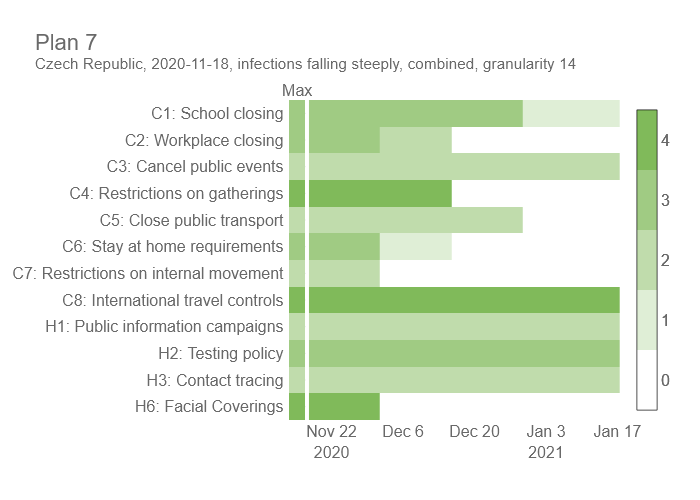 Plan 7
Czech Republic, 2020-11-18, infections falling steeply, combined, granularity 14
Max
C1: School closing
C2: Workplace closing
C3: Cancel public events
C4: Restrictions on gatherings
C5: Close public transport
C6: Stay at home requirements
C7: Restrictions on internal movement
C8: International travel controls
H1: Public information campaigns
H2: Testing policy
H3: Contact tracing
H6: Facial Coverings
4
3
2
1
0
Nov 22 Dec 6 Dec 20 Jan 3 Jan 17
2020 2021